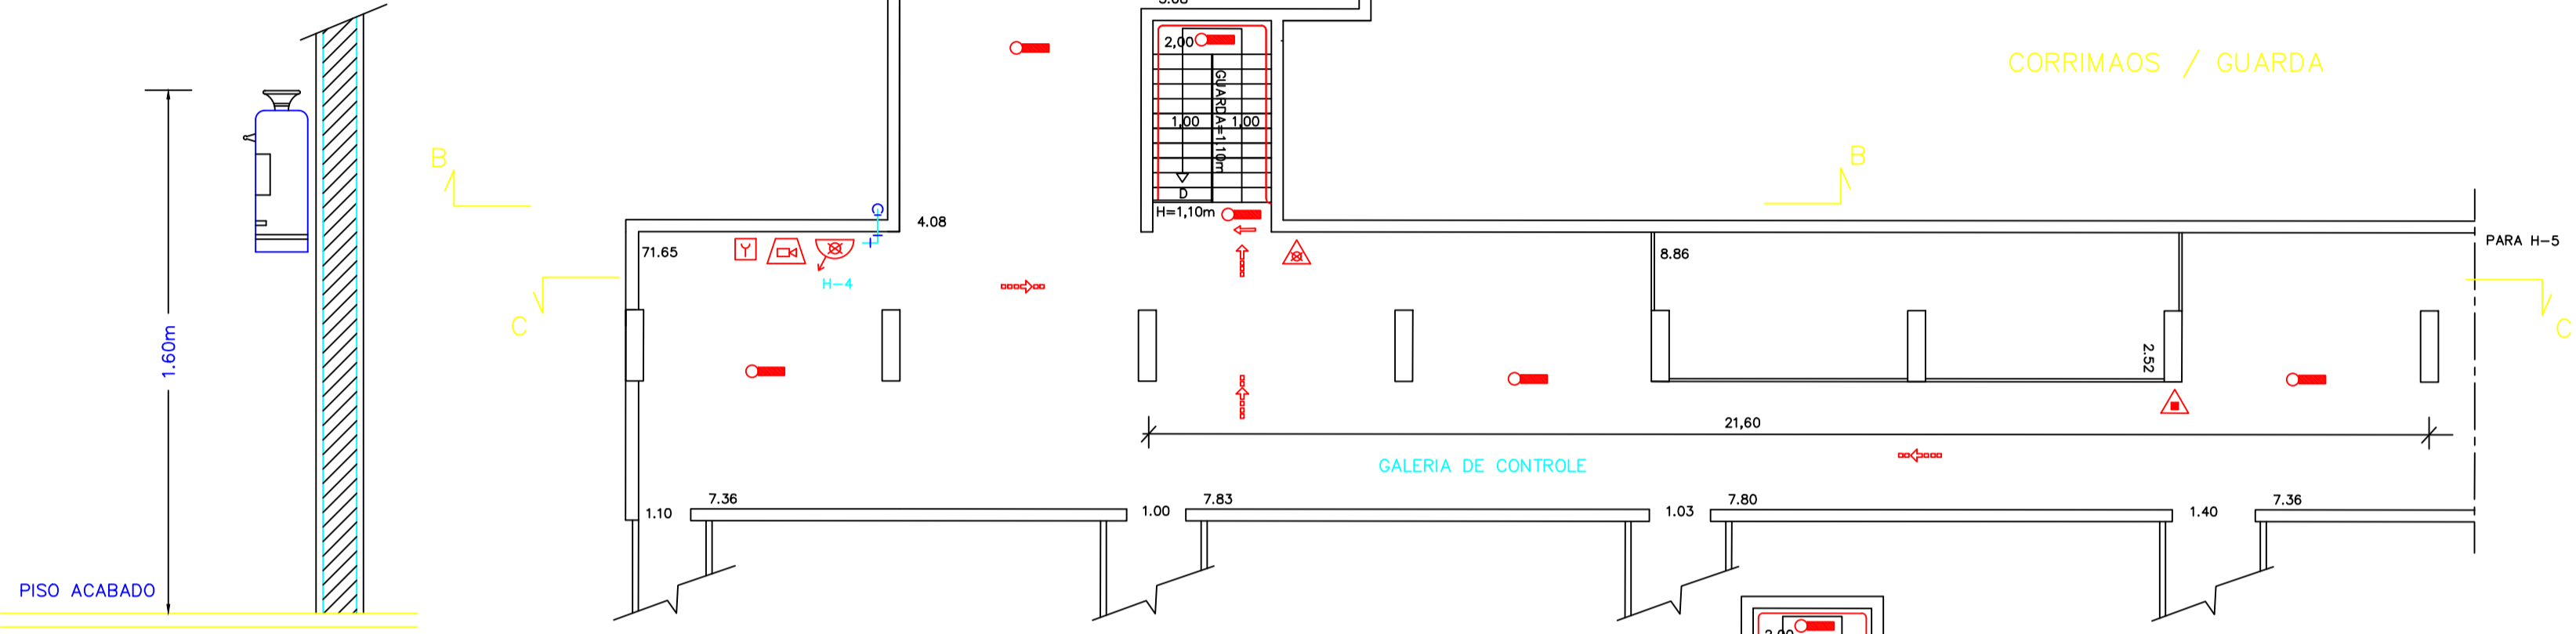 2,00
CORRIMAOS / GUARDA
GUARDA=1,10m
1,00
1,00
B
B
D
H=1,10m
4.08
71.65
8.86
PARA H-5
H-4
C
C
1.60m
2.52
21,60
GALERIA DE CONTROLE
7.36
7.83
7.80
7.36
1.10
1.00
1.03
1.40
PISO ACABADO